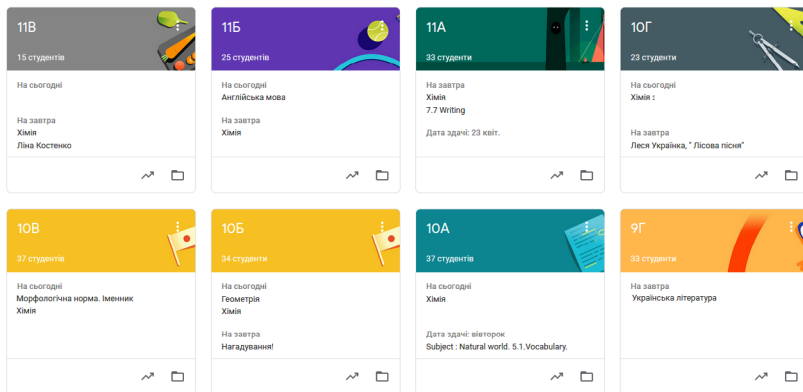 11В
15 студентів
На сьогодні
На завтра
Хімія
Ліна Костенко
11Б
25 студентів
На сьогодні
Англійська мова
На завтра
Хімія
11А
33 студенти
На завтра
Хімія
7.7 Writing
Дата здачі: 23 квіт.
10Г
23 студенти
На сьогодні
Хімія :
На завтра
Леся Українка, " Лісова пісня"
10В
37 студентів
На сьогодні
Морфологічна норма. Іменник
Хімія
10Б
34 студенти
На сьогодні
Геометрія
Хімія
На завтра
Нагадування!
10А
37 студентів
На сьогодні
Хімія
Дата здачі: вівторок
Subject : Natural world. 5.1.Vocabulary.
9Г
33 студенти
На завтра
Українська література